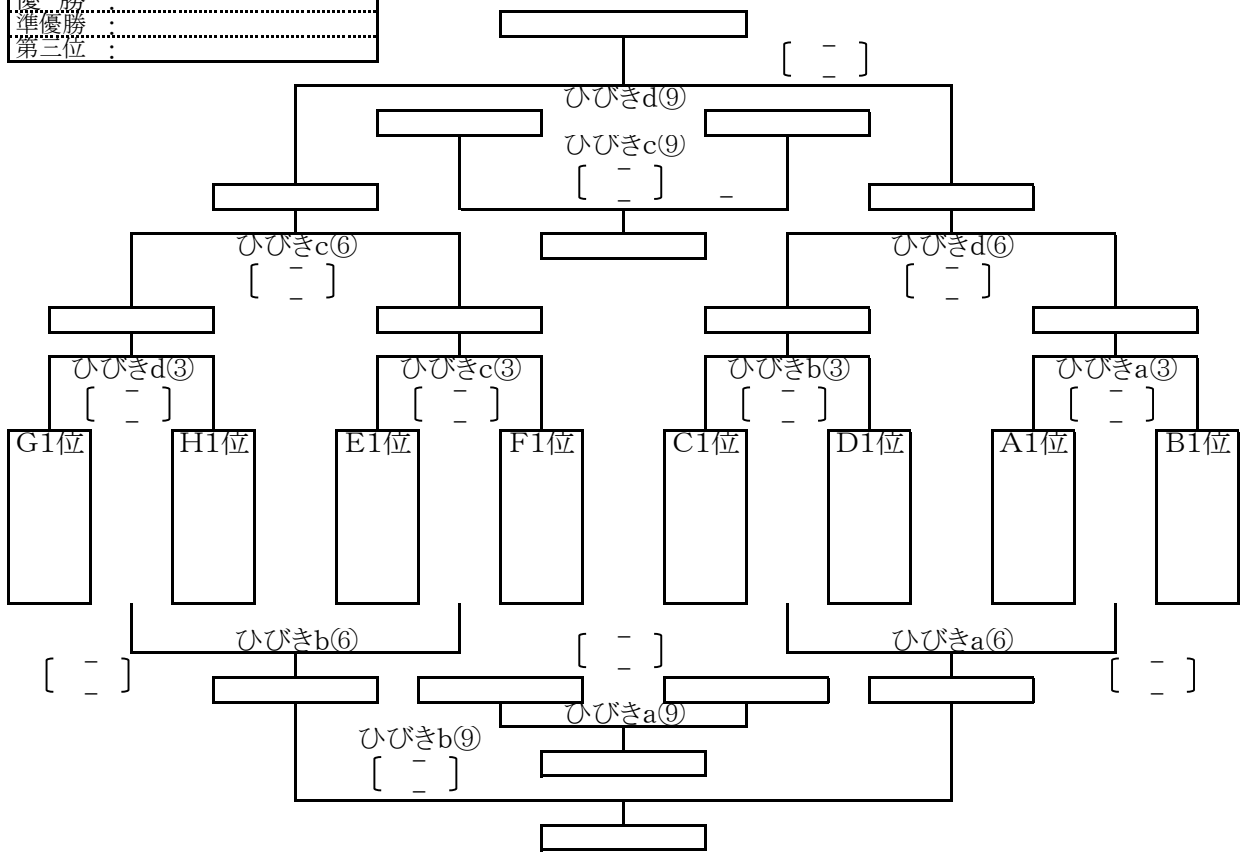 優 勝 :
準優勝 :
第三位 :
[ － － ]
ひびきd⑨
ひびきc⑨
[ － － ] －
ひびきc⑥ ひびきd⑥
[ － － ] [ － － ]
ひびきd③ ひびきc③ ひびきb③ ひびきa③
[ － － ] [ － － ] [ － － ] [ － － ]
G1位 H1位 E1位 F1位 C1位 D1位 A1位 B1位
ひびきb⑥ [ － － ] ひびきa⑥
[ － － ] [ － － ]
ひびきa⑨
ひびきb⑨
[ － － ]